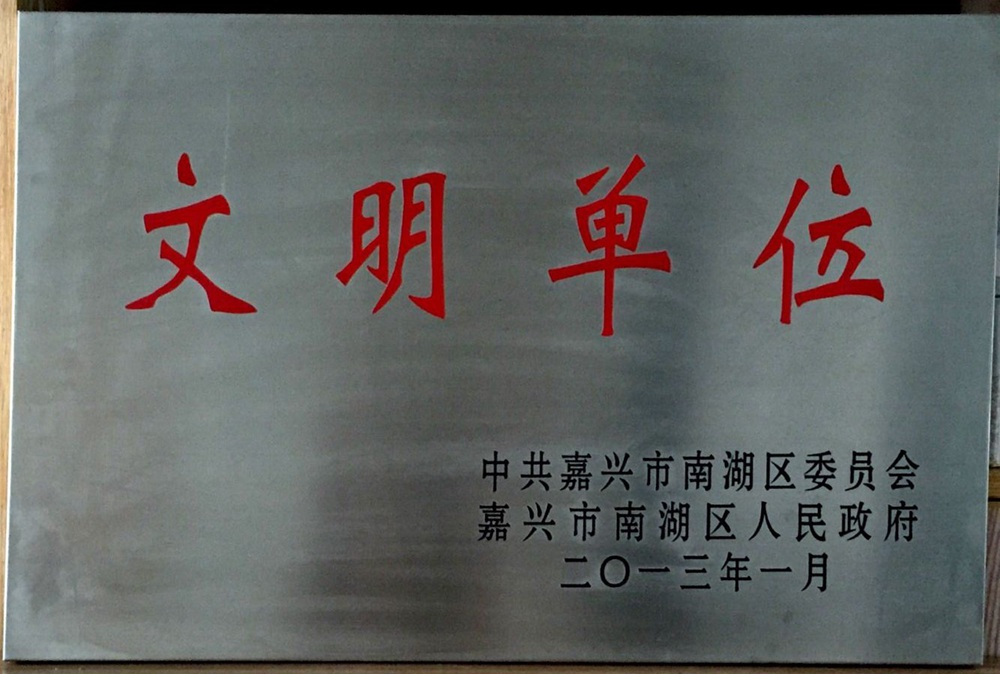 文明单位
中共嘉兴市南湖区委员会
嘉兴市南湖区人民政府
二〇一三年一月